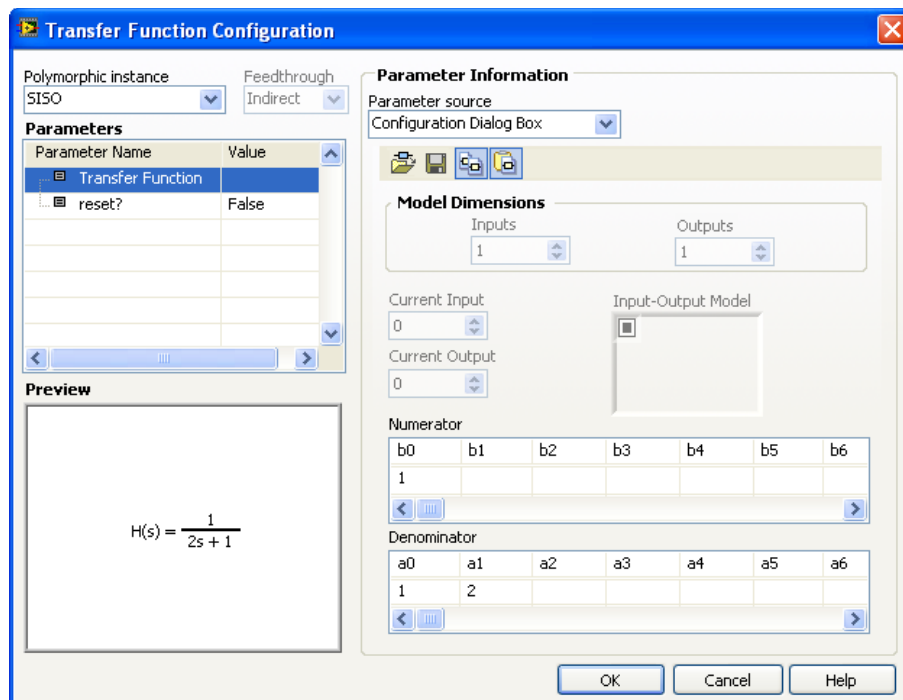 Transfer Function Configuration
Polymorphic instance
SISO
Feedthrough
Indirect
Parameters
Parameter Name Value
Transfer Function
reset? False
Preview
H(s) = 1
2s + 1
Parameter Information
Parameter source
Configuration Dialog Box
Model Dimensions
Inputs Outputs
1 1
Current Input
0
Input-Output Model
Current Output
0
Numerator
b0 b1 b2 b3 b4 b5 b6
1
Denominator
a0 a1 a2 a3 a4 a5 a6
1 2
OK Cancel Help